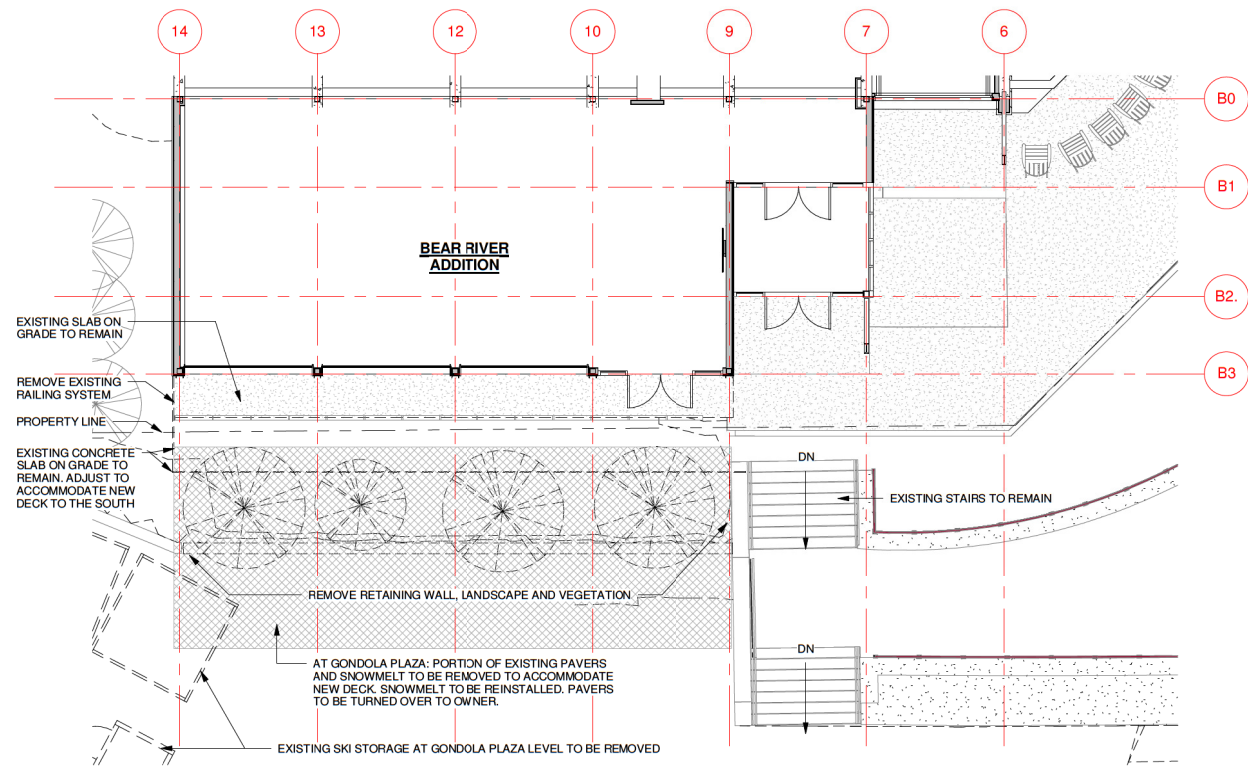 14
13
12
10
9
7
6
B0
B1
BEAR RIVER
ADDITION
B2.
EXISTING SLAB ON
GRADE TO REMAIN
B3
REMOVE EXISTING
RAILING SYSTEM
PROPERTY LINE
EXISTING CONCRETE
SLAB ON GRADE TO
REMAIN. ADJUST TO
ACCOMMODATE NEW
DECK TO THE SOUTH
DN
EXISTING STAIRS TO REMAIN
REMOVE RETAINING WALL, LANDSCAPE AND VEGETATION
DN
AT GONDOLA PLAZA: PORTION OF EXISTING PAVERS
AND SNOWMELT TO BE REMOVED TO ACCOMMODATE
NEW DECK. SNOWMELT TO BE REINSTALLED. PAVERS
TO BE TURNED OVER TO OWNER.
EXISTING SKI STORAGE AT GONDOLA PLAZA LEVEL TO BE REMOVED